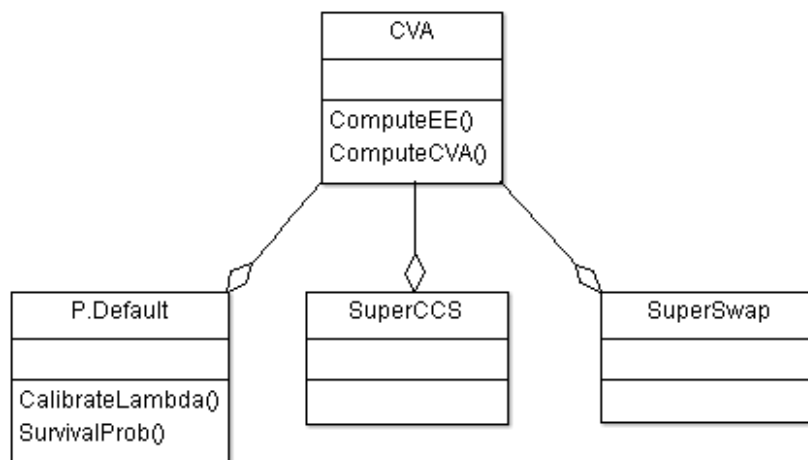 CVA
ComputeEE()
ComputeCVA()
P.Default
CalibrateLambda()
SurvivalProb()
SuperCCS
SuperSwap